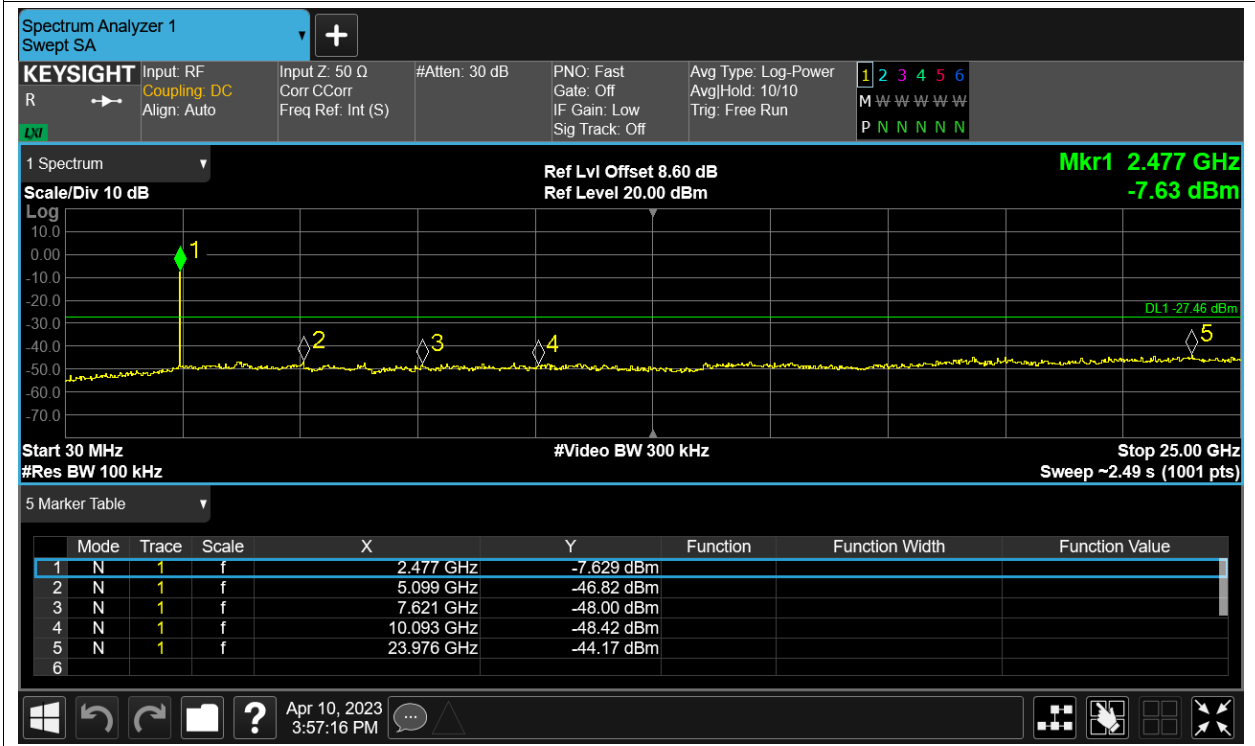 Spectrum Analyzer 1
Swept SA
+
KEYSIGHT Input: RF Input Z: 50 Ω #Atten: 30 dB PNO: Fast Avg Type: Log-Power 1 2 3 4 5 6
R Coupling: DC Corr CCorr Gate: Off Avg|Hold: 10/10 M W W W W W
Align: Auto Freq Ref: Int (S) IF Gain: Low Trig: Free Run
LXI Sig Track: Off P N N N N N
1 Spectrum Ref Lvl Offset 8.60 dB Mkr1 2.477 GHz
Scale/Div 10 dB Ref Level 20.00 dBm -7.63 dBm
Log
10.0
1
0.00
-10.0
-20.0
DL1 -27.46 dBm
-30.0
2 3 4 5
-40.0
-50.0
-60.0
-70.0
Start 30 MHz #Video BW 300 kHz Stop 25.00 GHz
#Res BW 100 kHz Sweep ~2.49 s (1001 pts)
5 Marker Table
Mode Trace Scale X Y Function Function Width Function Value
1 N 1 f 2.477 GHz -7.629 dBm
2 N 1 f 5.099 GHz -46.82 dBm
3 N 1 f 7.621 GHz -48.00 dBm
4 N 1 f 10.093 GHz -48.42 dBm
5 N 1 f 23.976 GHz -44.17 dBm
6
? Apr 10, 2023
3:57:16 PM